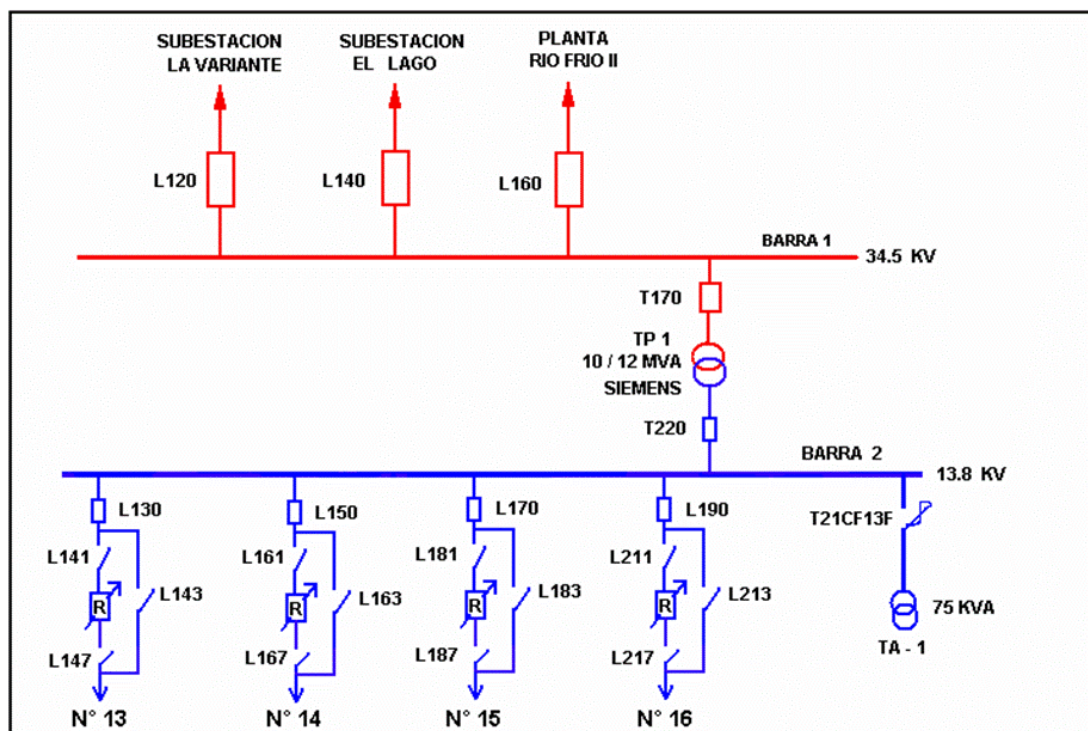 SUBESTACION
LA VARIANTE
SUBESTACION
EL LAGO
PLANTA
RIO FRIO II
L120
L140
L160
BARRA 1
34.5 KV
T170
TP 1
10 / 12 MVA
SIEMENS
T220
BARRA 2
13.8 KV
L130
L150
L170
L190
T21CF13F
L141
L161
L181
L211
L143
L163
L183
L213
R
R
R
R
75 KVA
L147
L167
L187
L217
TA - 1
N° 13
N° 14
N° 15
N° 16